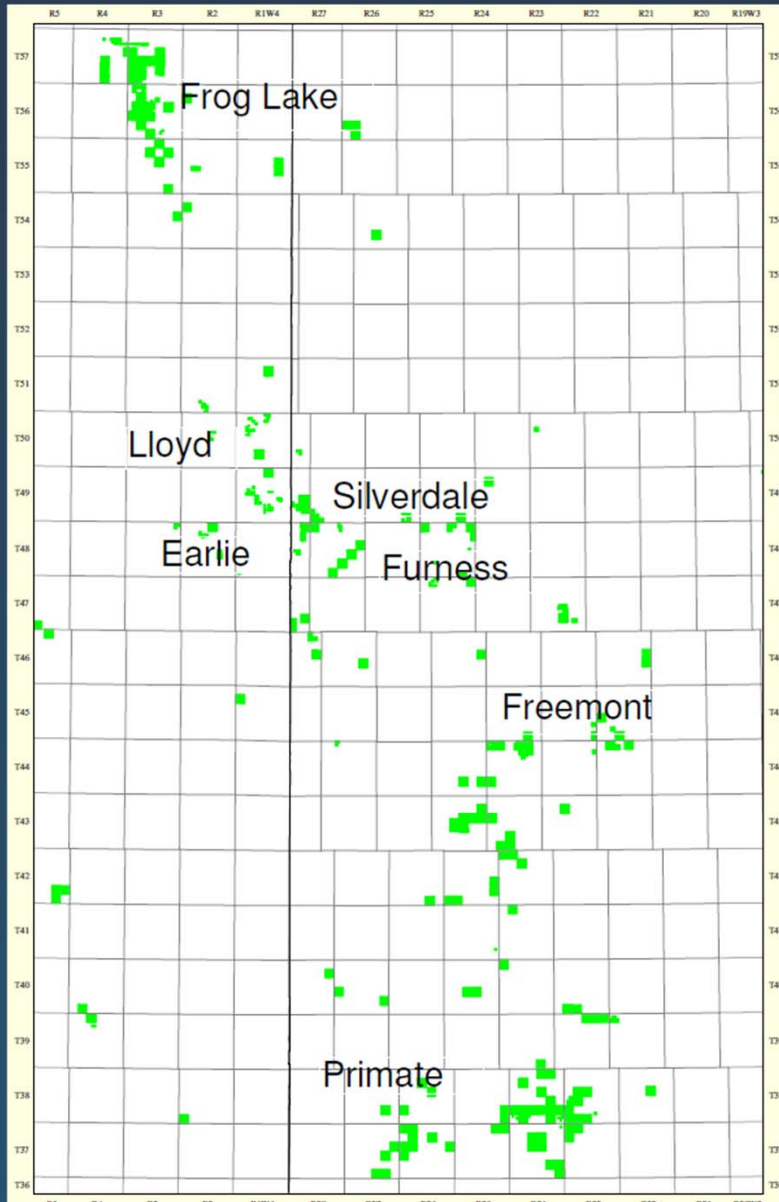 R5 R4 R3 R2 R1W4 R27 R26 R25 R24 R23 R22 R21 R20 R19W3
T57
Frog Lake
T56
T55
T54
T53
T52
T51
T50
Lloyd
T49 Silverdale
T48 Earlie Furness
T47
T46
T45 Freemont
T44
T43
T42
T41
T40
T39
Primate
T38
T37
T36